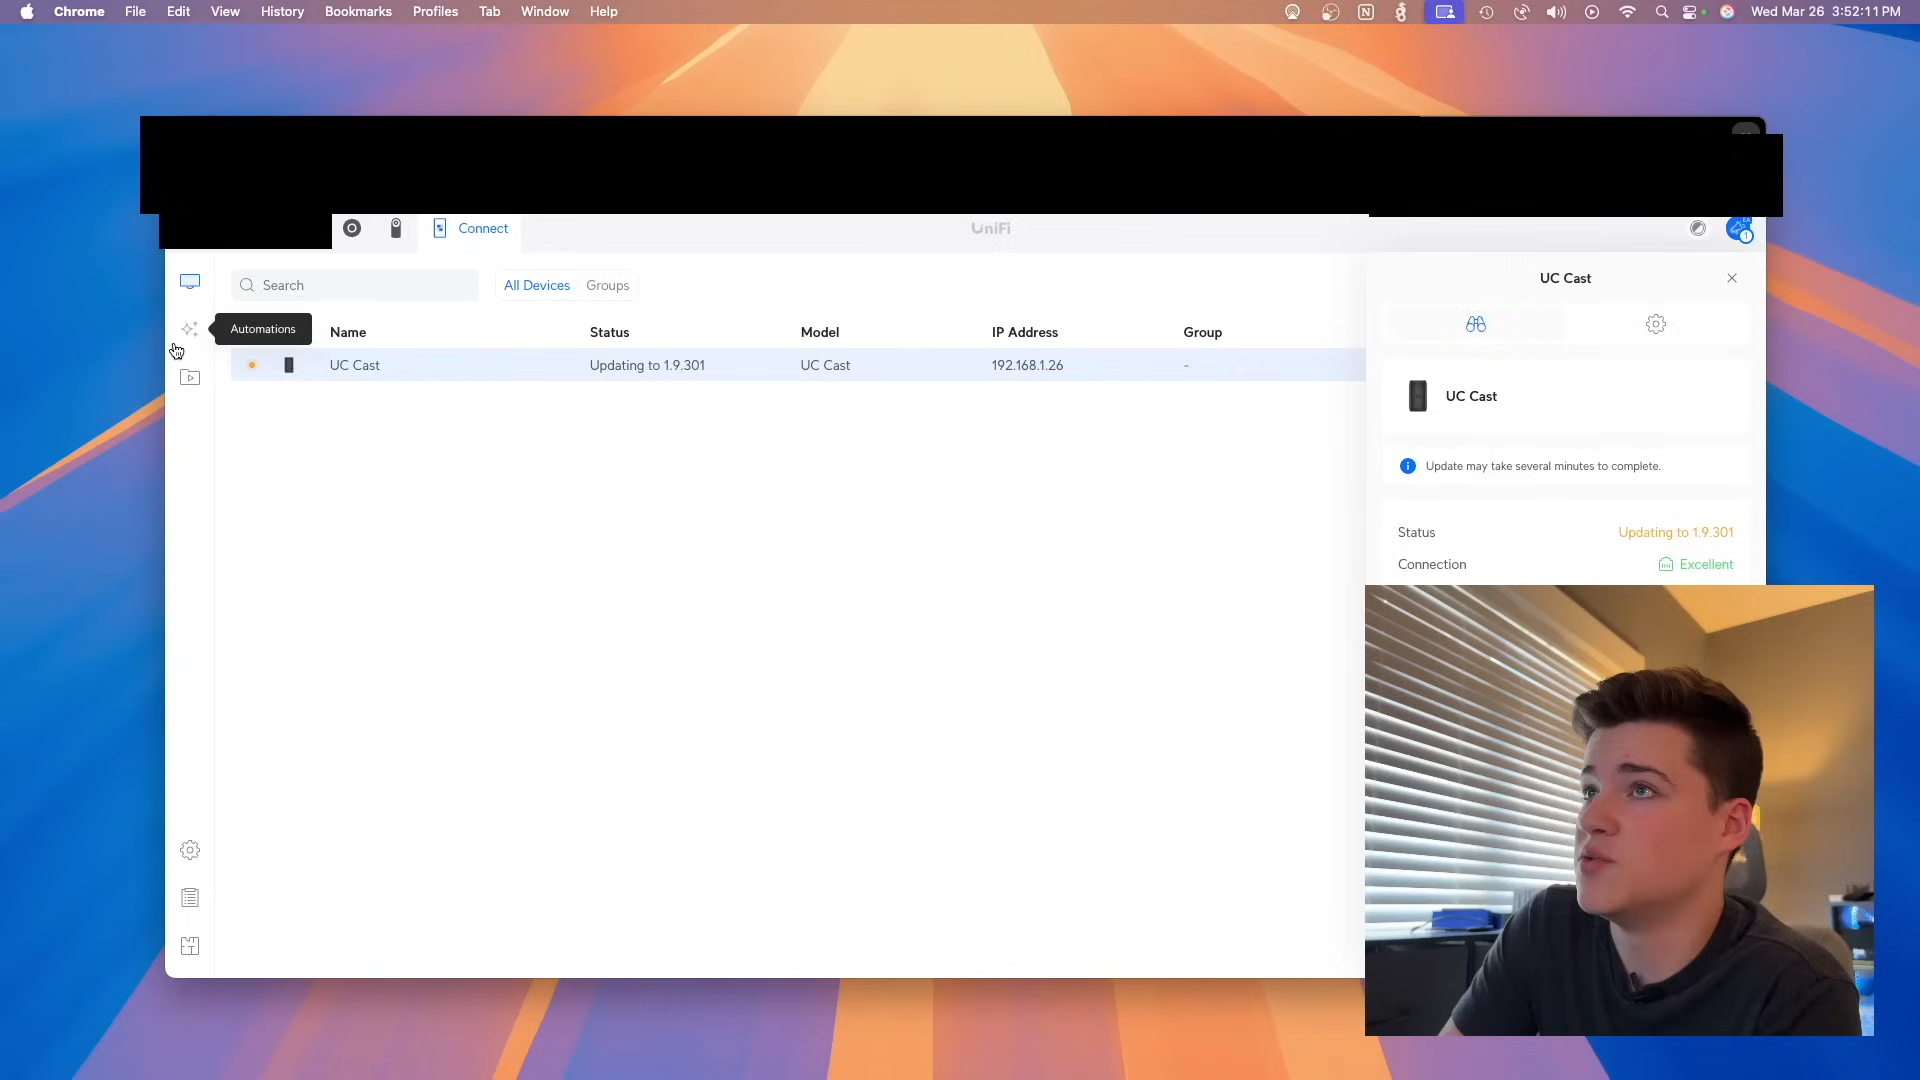 Chrome File Edit View History Bookmarks Profiles Tab Window Help Wed Mar 26 3:52:11 PM
Connect UniFi EA 1
UC Cast
Search All Devices Groups
Automations Name Status Model IP Address Group
UC Cast Updating to 1.9.301 UC Cast 192.168.1.26 -
UC Cast
Update may take several minutes to complete.
Status Updating to 1.9.301
Connection Excellent